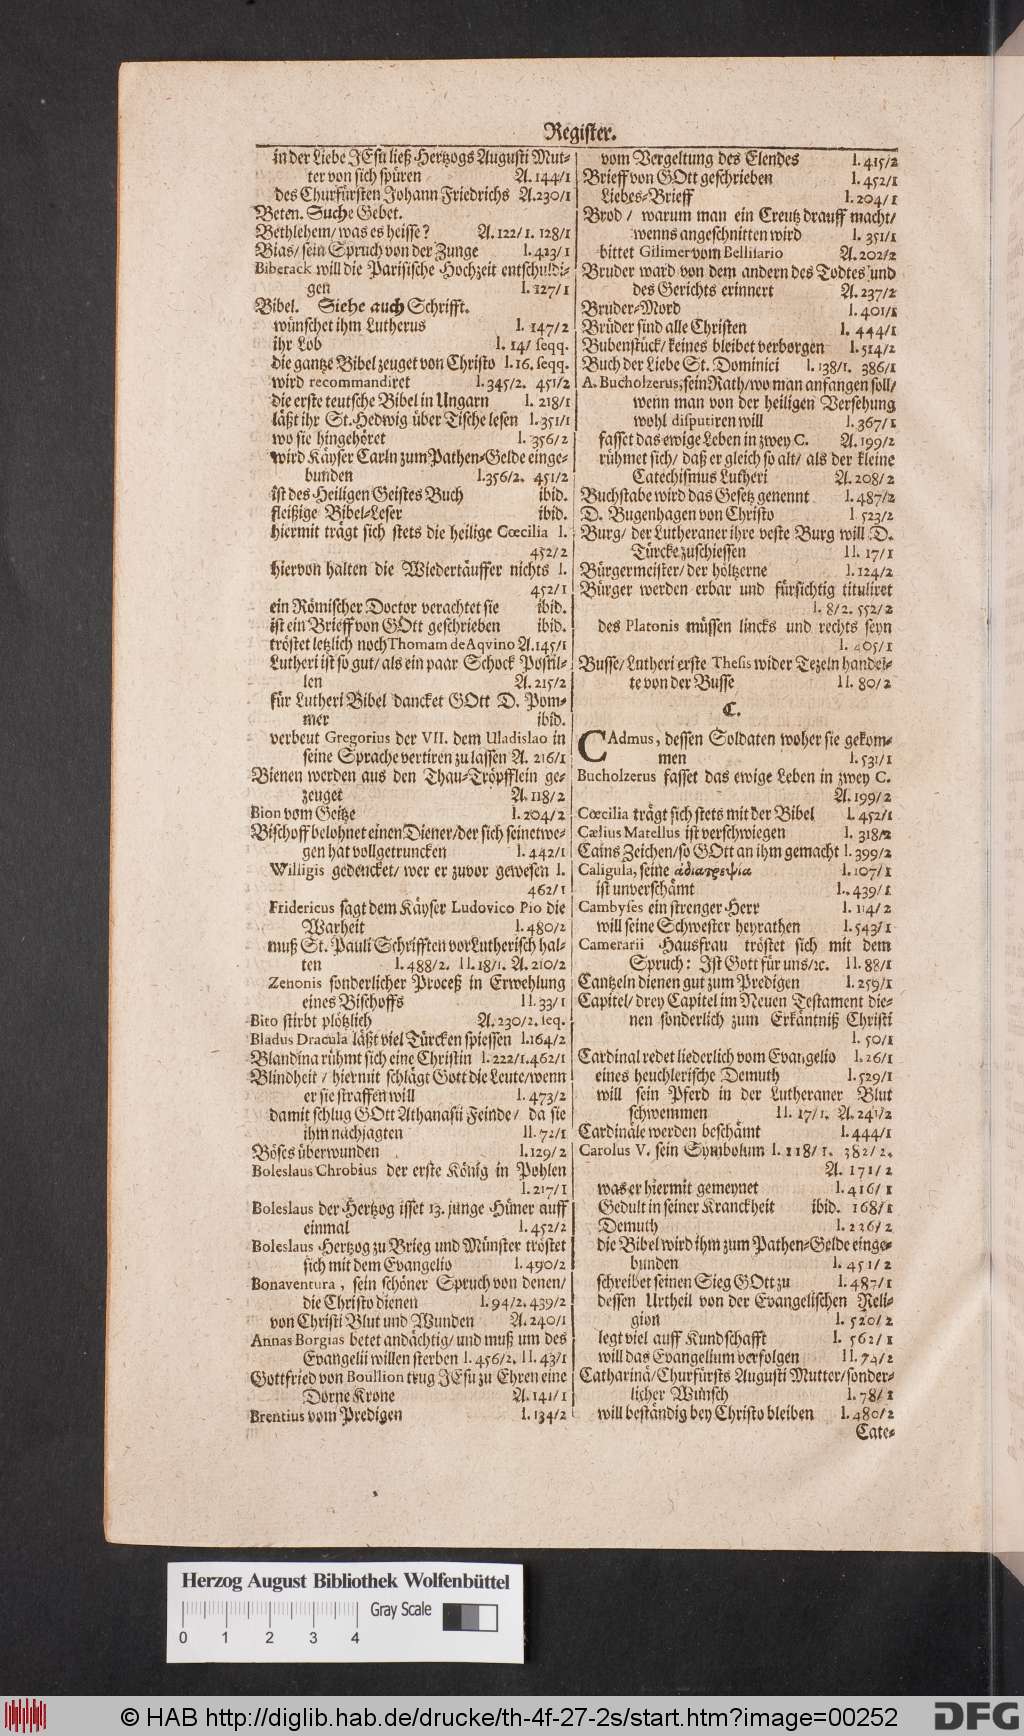 Register.
in der Liebe JEsu ließ Hertzogs Augusti Mut-
ter von sich spüren A. 144/1
des Churfürsten Johann Friedrichs A. 230/1
Beten. Suche Gebet.
Bethlehem/ was es heisse? A. 122/1. 128/1
Bias/ sein Spruch von der Zunge l. 423/1
Biberack will die Parisische Hochzeit entschuldi-
gen l. 127/1
Bibel. Siehe auch Schrifft.
wünschet ihm Lutherus l. 147/2
ihr Lob l. 14/ seqq.
die gantze Bibel zeuget von Christo l. 16. seqq.
wird recommandiret l. 345/2. 451/2
die erste teutsche Bibel in Ungarn l. 218/1
läßt ihr St. Hedwig über Tische lesen l. 351/1
wo sie hingehöret l. 356/2
wird Käyser Carln zum Pathen-Gelde einge-
bunden l. 356/2. 451/2
ist des Heiligen Geistes Buch ibid.
fleißige Bibel-Leser ibid.
hiermit trägt sich stets die heilige Cœcilia l.
452/2
hiervon halten die Wiedertäuffer nichts l.
452/1
ein Römischer Doctor verachtet sie ibid.
ist ein Brieff von GOtt geschrieben ibid.
tröstet letzlich noch Thomam de Aqvino A. 145/1
Lutheri ist so gut/ als ein paar Schock Postil-
len A. 215/2
für Lutheri Bibel dancket GOtt D. Pom-
mer ibid.
verbeut Gregorius der VII. dem Uladislao in
seine Sprache vertiren zu lassen A. 216/1
Bienen werden aus den Thau-Tröpfflein ge-
zeuget A. 118/2
Bion vom Geitze l. 204/2
Bischoff belohnet einen Diener/ der sich seinetwe-
gen hat vollgetruncken l. 442/1
Willigis gedencket/ wer er zuvor gewesen l.
462/1
Fridericus sagt dem Käyser Ludovico Pio die
Warheit l. 480/2
muß St. Pauli Schrifften vor Lutherisch hal-
ten l. 488/2. II. 18/1. A. 210/2
Zenonis sonderlicher Proceß in Erwehlung
eines Bischoffs II. 33/1
Bito stirbt plötzlich A. 230/2. seq.
Bladus Dracula läßt viel Türcken spiessen l. 164/2
Blandina rühmt sich eine Christin l. 222/1. 462/1
Blindheit/ hiermit schlägt Gott die Leute/ wenn
er sie straffen will l. 473/2
damit schlug GOtt Athanasii Feinde/ da sie
ihm nachjagten II. 72/1
Böses überwunden l. 129/2
Boleslaus Chrobius der erste König in Pohlen
l. 217/1
Boleslaus der Hertzog isset 13. junge Hüner auff
einmal l. 452/2
Boleslaus Hertzog zu Brieg und Münster tröstet
sich mit dem Evangelio l. 490/2
Bonaventura, sein schöner Spruch von denen/
die Christo dienen l. 94/2. 439/2
von Christi Blut und Wunden A. 240/1
Annas Borgias betet andächtig/ und muß um des
Evangelii willen sterben l. 456/2. II. 43/1
Gottfried von Boullion trug JEsu zu Ehren eine
Dorne Krone A. 141/1
Brentius vom Predigen l. 134/2
vom Vergeltung des Elendes l. 415/2
Brieff von GOtt geschrieben l. 452/1
Liebes-Brieff l. 204/1
Brod/ warum man ein Creutz drauff macht/
wenns angeschnitten wird l. 351/1
bittet Gilimer vom Bellisario A. 202/2
Bruder ward von dem andern des Todtes und
des Gerichts erinnert A. 237/2
Bruder-Mord l. 401/1
Brüder sind alle Christen l. 444/1
Bubenstück/ keines bleibet verborgen l. 514/2
Buch der Liebe St. Dominici l. 138/1. 386/1
A. Bucholzerus, sein Rath/ wo man anfangen soll/
wenn man von der heiligen Versehung
wohl disputiren will l. 367/1
fasset das ewige Leben in zwey C. A. 199/2
rühmet sich/ daß er gleich so alt/ als der kleine
Catechismus Lutheri A. 208/2
Buchstabe wird das Gesetz genennt l. 487/2
D. Bugenhagen von Christo l. 523/2
Burg/ der Lutheraner ihre veste Burg will D.
Türcke zuschiessen II. 17/1
Bürgermeister/ der höltzerne l. 124/2
Bürger werden erbar und fürsichtig tituliret
l. 8/2. 552/2
des Platonis müssen lincks und rechts seyn
l. 405/1
Busse/ Lutheri erste Thesis wider Tezeln handel-
te von der Busse II. 80/2
C.
CAdmus, dessen Soldaten woher sie gekom-
men l. 531/1
Bucholzerus fasset das ewige Leben in zwey C.
A. 199/2
Cœcilia trägt sich stets mit der Bibel l. 452/1
Cælius Matellus ist verschwiegen l. 318/2
Cains Zeichen/ so GOtt an ihm gemacht l. 399/2
Caligula, seine ἀδιατρεψία l. 107/1
ist unverschämt l. 439/1
Cambyses ein strenger Herr l. 114/2
will seine Schwester heyrathen l. 543/1
Camerarii Hausfrau tröstet sich mit dem
Spruch: Ist Gott für uns/ ꝛc. II. 88/1
Cantzeln dienen gut zum Predigen l. 259/1
Capitel/ drey Capitel im Neuen Testament die-
nen sonderlich zum Erkäntniß Christi
l. 50/1
Cardinal redet liederlich vom Evangelio l. 26/1
eines heuchlerische Demuth l. 529/1
will sein Pferd in der Lutheraner Blut
schwemmen II. 17/1. A. 241/2
Cardinäle werden beschämt l. 444/1
Carolus V. sein Symbolum l. 118/1. 382/2.
A. 171/2
was er hiermit gemeynet l. 416/1
Gedult in seiner Kranckheit ibid. 168/1
Demuth l. 226/2
die Bibel wird ihm zum Pathen-Gelde einge-
bunden l. 451/2
schreibet seinen Sieg GOtt zu l. 487/1
dessen Urtheil von der Evangelischen Reli-
gion l. 520/2
legt viel auff Kundschafft l. 562/1
will das Evangelium verfolgen II. 74/2
Catharinä/ Churfürsts Augusti Mutter/ sonder-
licher Wunsch l. 78/1
will beständig bey Christo bleiben l. 480/2
Cate-
Herzog August Bibliothek Wolfenbüttel
Gray Scale
0 1 2 3 4
© HAB http://diglib.hab.de/drucke/th-4f-27-2s/start.htm?image=00252
DFG